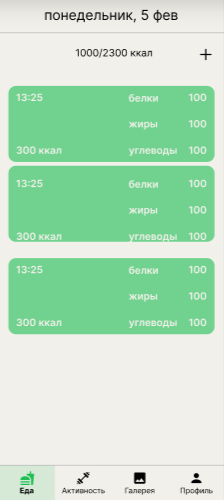 понедельник, 5 фев
1000/2300 ккал +
13:25 белки 100
жиры 100
300 ккал углеводы 100
13:25 белки 100
жиры 100
300 ккал углеводы 100
13:25 белки 100
жиры 100
300 ккал углеводы 100
Еда Активность Галерея Профиль